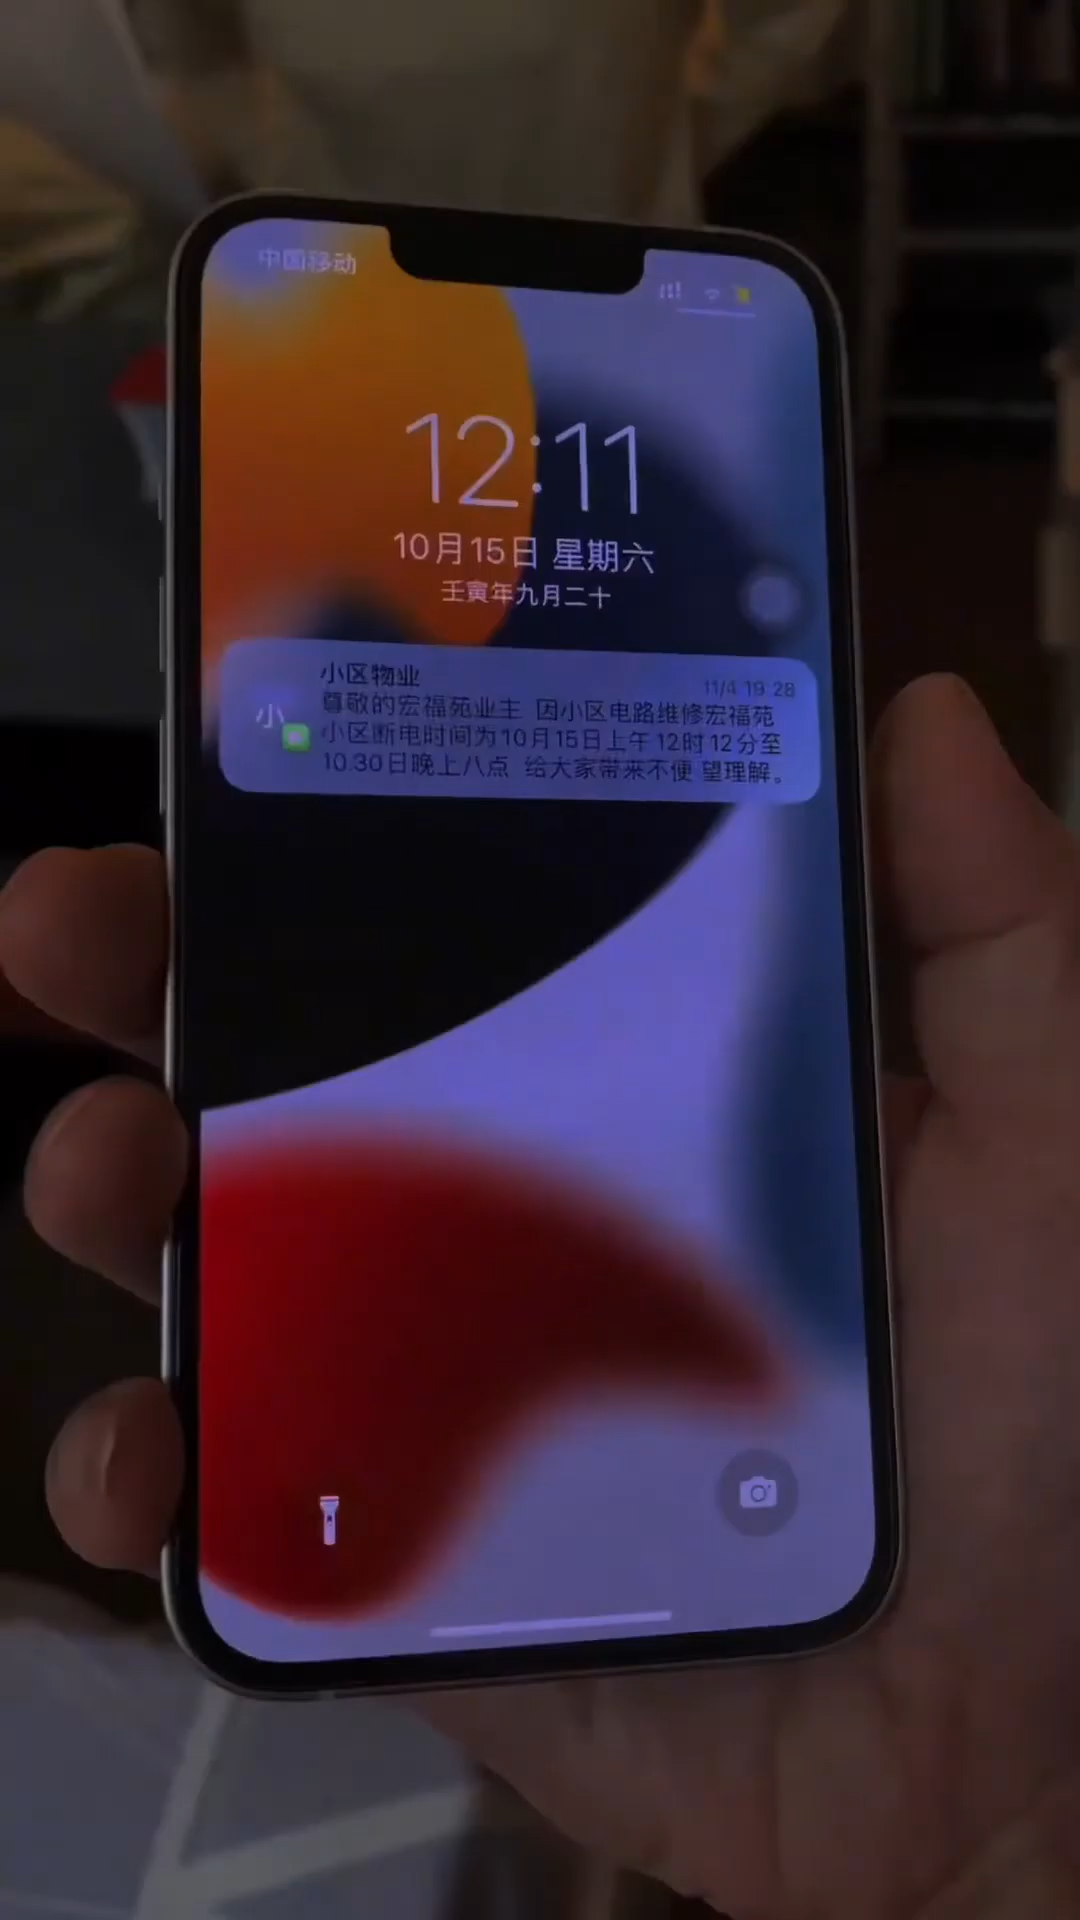 中国移动
12:11
10月15日 星期六
壬寅年九月二十
小区物业
11/4 19:28
小
尊敬的宏福苑业主 因小区电路维修宏福苑
小区断电时间为10月15日上午12时12分至
10.30日晚上八点 给大家带来不便 望理解。